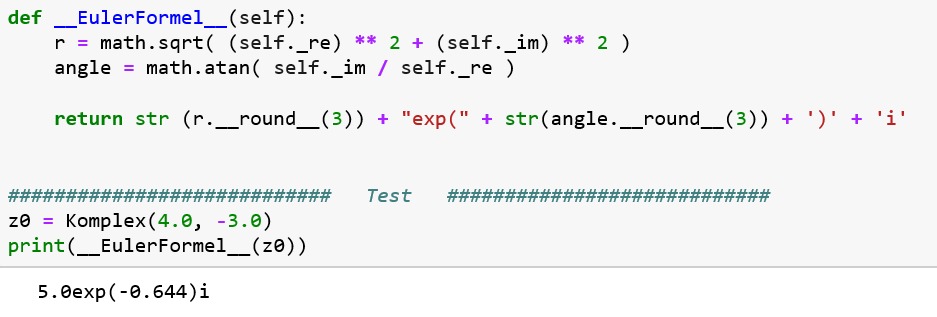 def __EulerFormel__(self):
    r = math.sqrt( (self._re) ** 2 + (self._im) ** 2 )
    angle = math.atan( self._im / self._re )
    return str (r.__round__(3)) + "exp(" + str(angle.__round__(3)) + ')' + 'i'
############################   Test   ############################
z0 = Komplex(4.0, -3.0)
print(__EulerFormel__(z0))
5.0exp(-0.644)i